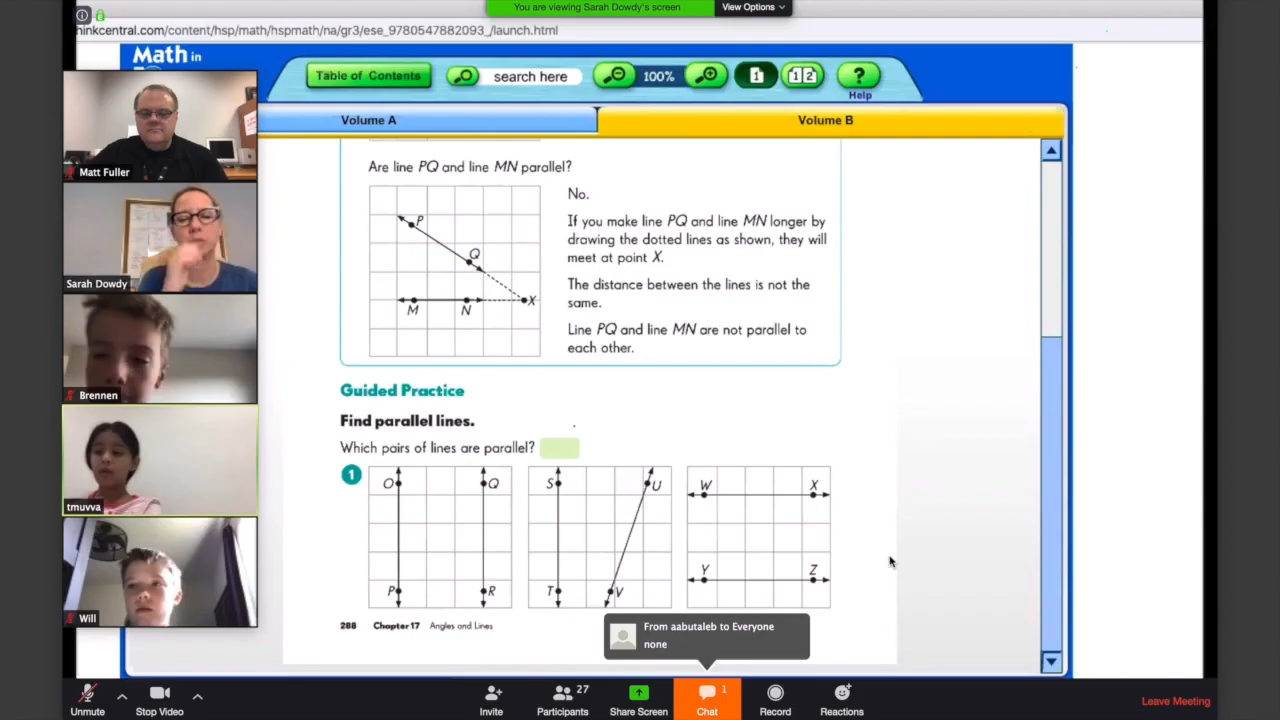 You are viewing Sarah Dowdy's screen
View Options
hinkcentral.com/content/hsp/math/hspmath/na/gr3/ese_9780547882093_/launch.html
Math in
Table of Contents
search here
100%
1
1 2
?
Help
Volume A
Volume B
Matt Fuller
Sarah Dowdy
Brennen
tmuvva
Will
Are line PQ and line MN parallel?
P
Q
X
M
N
No.
If you make line PQ and line MN longer by
drawing the dotted lines as shown, they will
meet at point X.
The distance between the lines is not the
same.
Line PQ and line MN are not parallel to
each other.
Guided Practice
Find parallel lines.
Which pairs of lines are parallel?
1
O
Q
P
R
S
U
T
V
W
X
Y
Z
288 Chapter 17 Angles and Lines
From aabutaleb to Everyone
none
Unmute
Stop Video
Invite
27
Participants
Share Screen
1
Chat
Record
Reactions
Leave Meeting